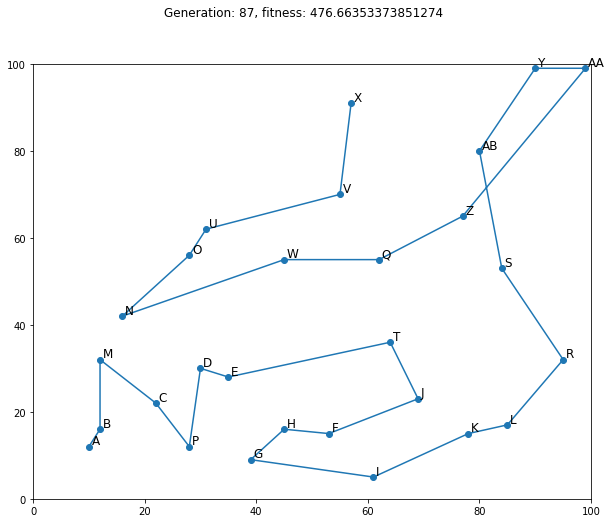 Generation: 87, fitness: 476.66353373851274
100
Y
AA
X
80
AB
V
Z
U
60
O
W
Q
S
N
40
T
M
R
D
E
C
J
20
B
H
F
L
K
A
P
G
I
0
0
20
40
60
80
100